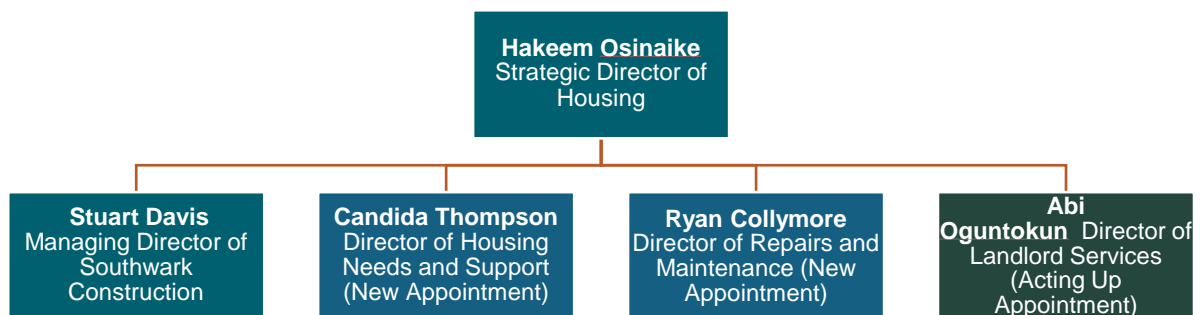 Hakeem Osinaike
Strategic Director of
Housing
Stuart Davis
Managing Director of
Southwark
Construction
Candida Thompson
Director of Housing
Needs and Support
(New Appointment)
Ryan Collymore
Director of Repairs and
Maintenance (New
Appointment)
Abi
Oguntokun Director of
Landlord Services
(Acting Up
Appointment)